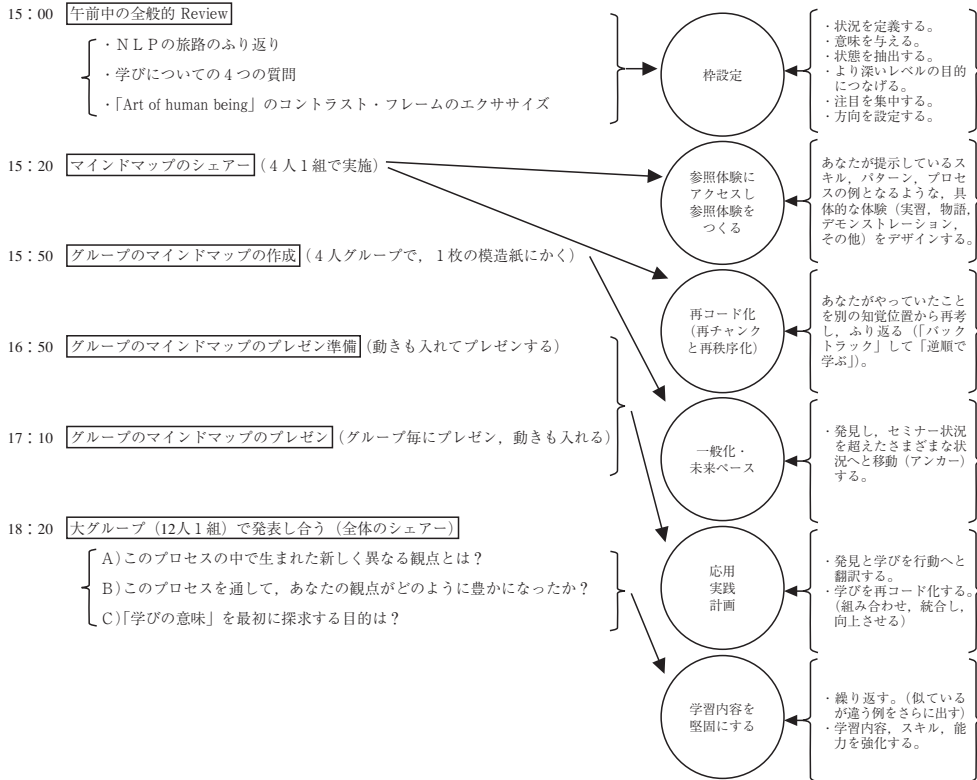 15：00 午前中の全般的 Review
・ＮＬＰの旅路のふり返り
・学びについての４つの質問
・「Art of human being」のコントラスト・フレームのエクササイズ
15：20 マインドマップのシェアー（４人１組で実施）
15：50 グループのマインドマップの作成（４人グループで，１枚の模造紙にかく）
16：50 グループのマインドマップのプレゼン準備（動きも入れてプレゼンする）
17：10 グループのマインドマップのプレゼン（グループ毎にプレゼン，動きも入れる）
18：20 大グループ（12人１組）で発表し合う（全体のシェアー）
Ａ）このプロセスの中で生まれた新しく異なる観点とは？
Ｂ）このプロセスを通して，あなたの観点がどのように豊かになったか？
Ｃ）「学びの意味」を最初に探求する目的は？
枠設定
・状況を定義する。
・意味を与える。
・状態を抽出する。
・より深いレベルの目的
につなげる。
・注目を集中する。
・方向を設定する。
参照体験に
アクセスし
参照体験を
つくる
あなたが提示しているス
キル，パターン，プロセ
スの例となるような，具
体的な体験（実習，物語，
デモンストレーション，
その他）をデザインする。
再コード化
（再チャンク
と再秩序化）
あなたがやっていたこと
を別の知覚位置から再考
し，ふり返る（「バック
トラック」して「逆順で
学ぶ」）。
一般化・
未来ペース
・発見し，セミナー状況
を超えたさまざまな状
況へと移動（アンカー）
する。
応用
実践
計画
・発見と学びを行動へと
翻訳する。
・学びを再コード化する。
（組み合わせ，統合し，
向上させる）
学習内容を
堅固にする
・繰り返す。（似ている
が違う例をさらに出す）
・学習内容，スキル，能
力を強化する。